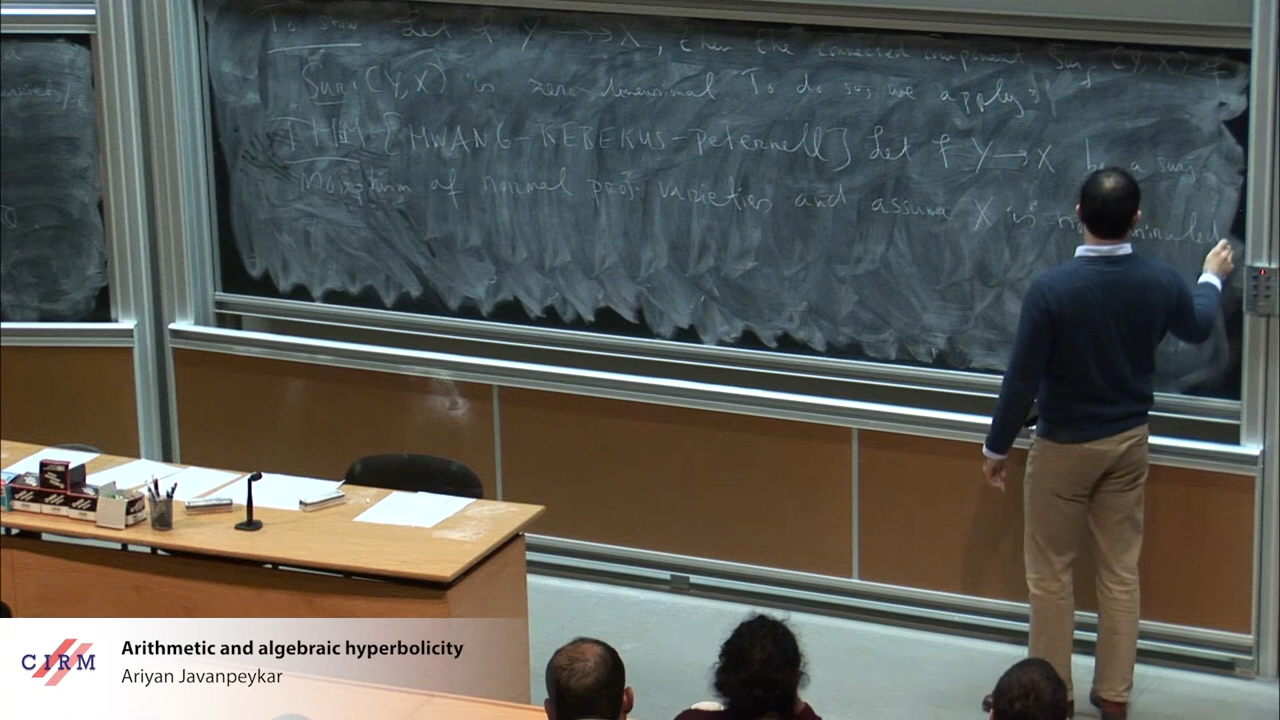 To show Let f Y →→ X, then the connected component Sur_f (Y, X) of
Sur(Y,X) is zero dimensional To do so, we apply:
THM [HWANG-KEBEKUS-Peternell] Let f Y → X be a surj
morphism of normal proj varieties and assume X is
CIRM
Arithmetic and algebraic hyperbolicity
Ariyan Javanpeykar